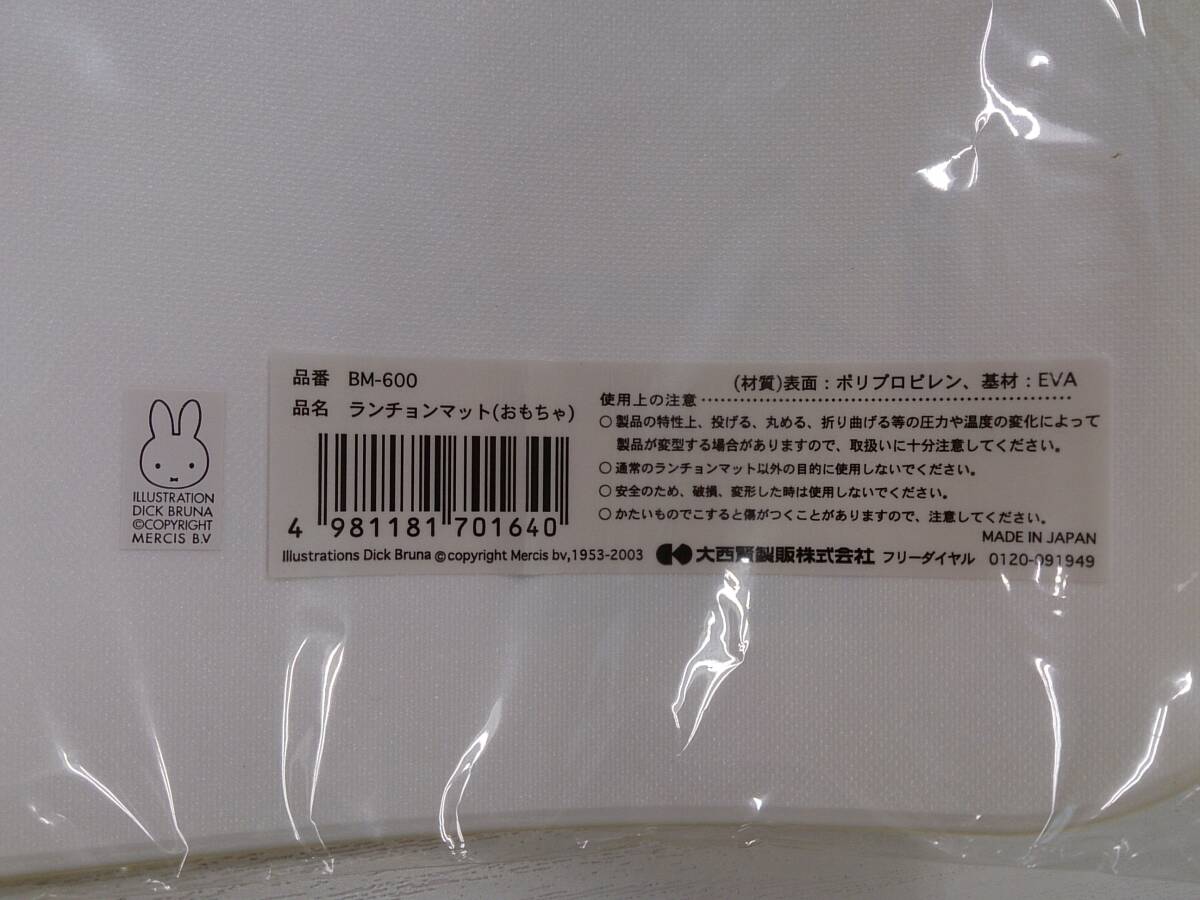 ILLUSTRATION
DICK BRUNA
©COPYRIGHT
MERCIS B.V
品番 BM-600
品名 ランチョンマット(おもちゃ)
4 981181 701640
(材質)表面：ポリプロピレン、基材：EVA
使用上の注意
○製品の特性上、投げる、丸める、折り曲げる等の圧力や温度の変化によって
製品が変型する場合がありますので、取扱いに十分注意してください。
○通常のランチョンマット以外の目的に使用しないでください。
○安全のため、破損、変形した時は使用しないでください。
○かたいものでこすると傷がつくことがありますので、注意してください。
MADE IN JAPAN
Illustrations Dick Bruna ©copyright Mercis bv,1953-2003 大西賢製販株式会社 フリーダイヤル 0120-091949